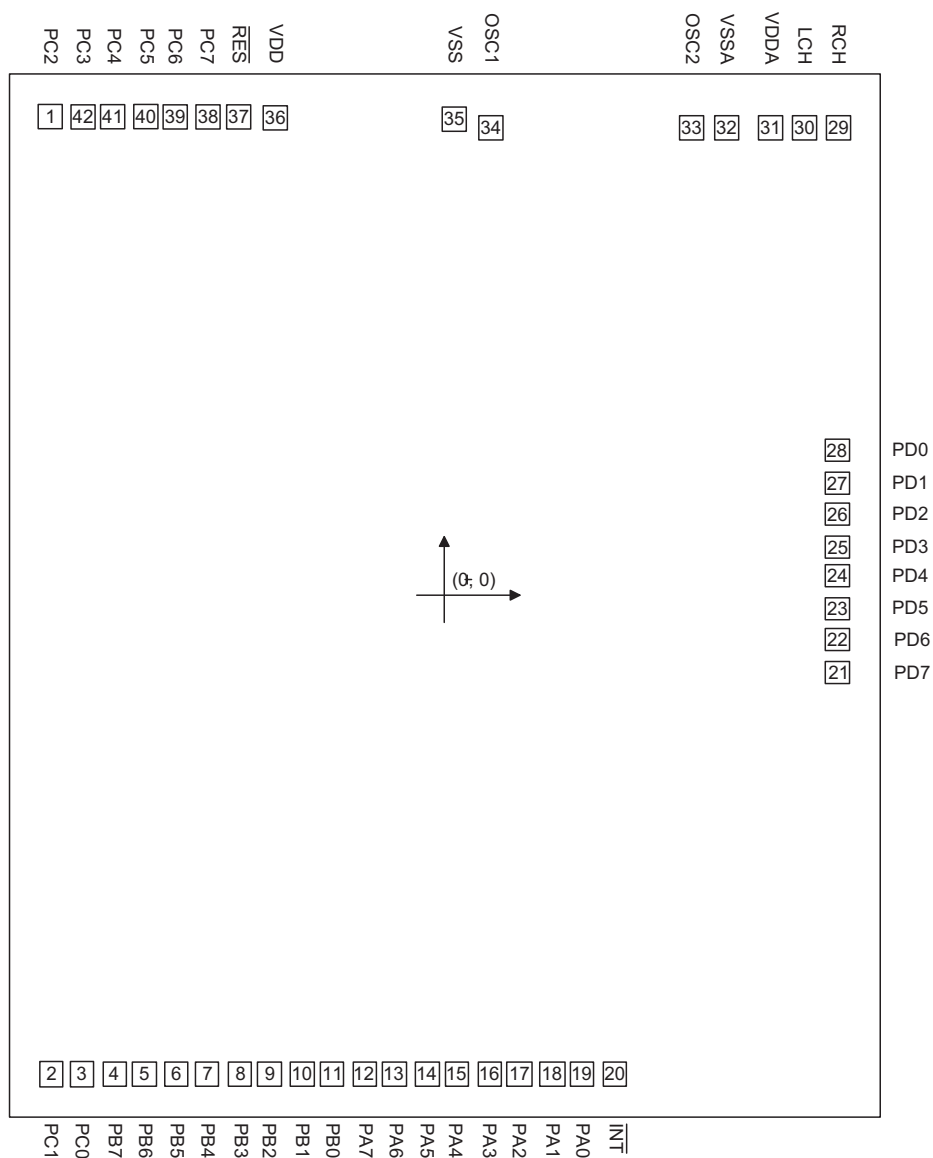 PC2 PC3 PC4 PC5 PC6 PC7 RES VDD VSS OSC1 OSC2 VSSA VDDA LCH RCH
1 42 41 40 39 38 37 36 35 34 33 32 31 30 29
28 PD0
27 PD1
26 PD2
25 PD3
24 PD4
(0, 0)
23 PD5
22 PD6
21 PD7
2 3 4 5 6 7 8 9 10 11 12 13 14 15 16 17 18 19 20
PC1 PC0 PB7 PB6 PB5 PB4 PB3 PB2 PB1 PB0 PA7 PA6 PA5 PA4 PA3 PA2 PA1 PA0 INT